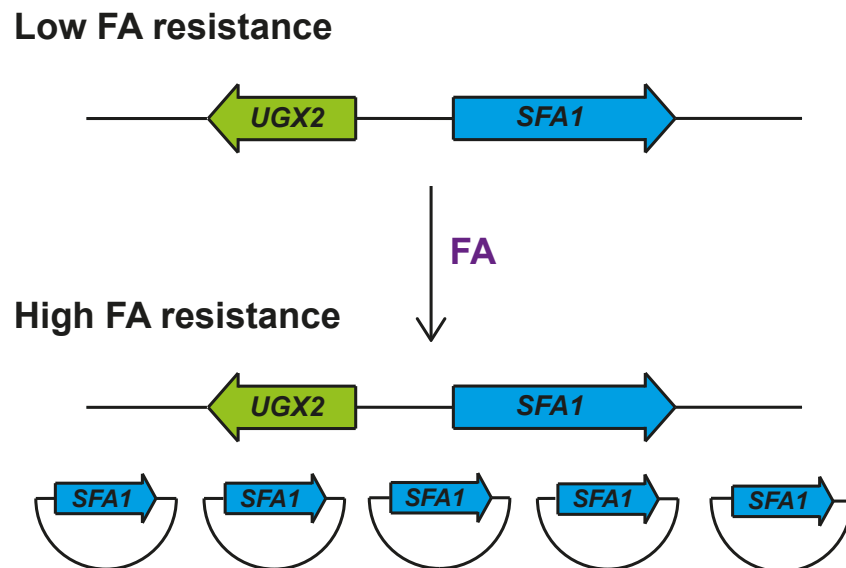 Low FA resistance
UGX2 SFA1
FA
High FA resistance
UGX2 SFA1
SFA1 SFA1 SFA1 SFA1 SFA1